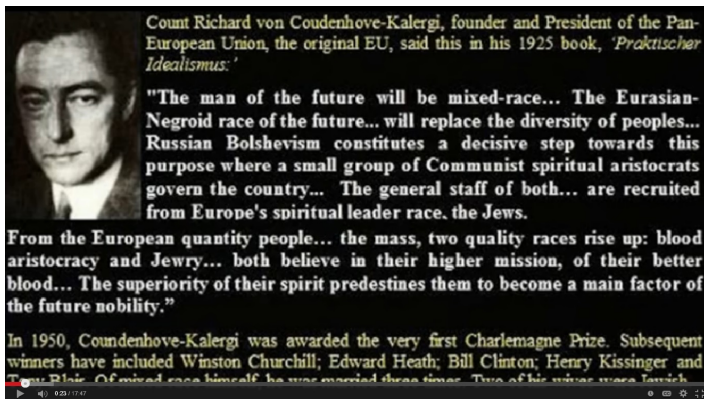 Count Richard von Coudenhove-Kalergi, founder and President of the Pan-
European Union, the original EU, said this in his 1925 book, ‘Praktischer
Idealismus:’
"The man of the future will be mixed-race... The Eurasian-
Negroid race of the future... will replace the diversity of peoples...
Russian Bolshevism constitutes a decisive step towards this
purpose where a small group of Communist spiritual aristocrats
govern the country... The general staff of both... are recruited
from Europe's spiritual leader race, the Jews.
From the European quantity people... the mass, two quality races rise up: blood
aristocracy and Jewry... both believe in their higher mission, of their better
blood... The superiority of their spirit predestines them to become a main factor of
the future nobility.”
In 1950, Coundenhove-Kalergi was awarded the very first Charlemagne Prize. Subsequent
winners have included Winston Churchill; Edward Heath; Bill Clinton; Henry Kissinger and
Tony Blair. Of mixed race himself, he was married three times. Two of his wives were Jewish
0:23 / 17:47